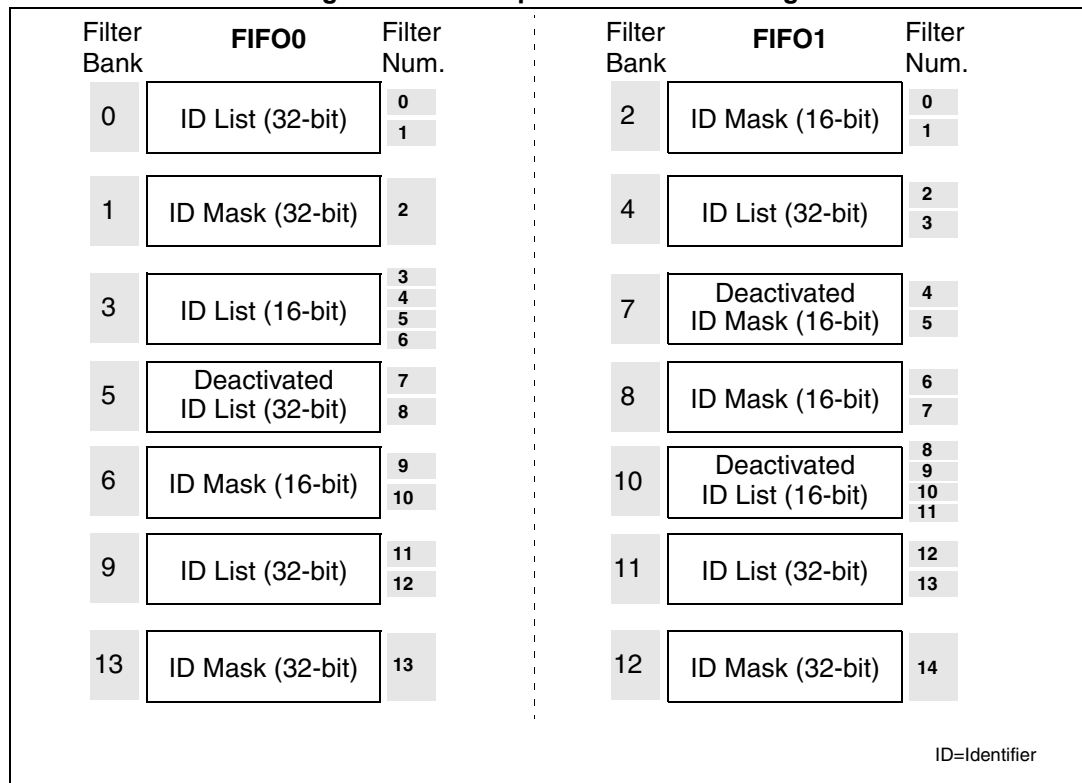 Filter Bank
FIFO0
Filter Num.
0
ID List (32-bit)
0
1
1
ID Mask (32-bit)
2
3
ID List (16-bit)
3
4
5
6
5
Deactivated
ID List (32-bit)
7
8
6
ID Mask (16-bit)
9
10
9
ID List (32-bit)
11
12
13
ID Mask (32-bit)
13
Filter Bank
FIFO1
Filter Num.
2
ID Mask (16-bit)
0
1
4
ID List (32-bit)
2
3
7
Deactivated
ID Mask (16-bit)
4
5
8
ID Mask (16-bit)
6
7
10
Deactivated
ID List (16-bit)
8
9
10
11
11
ID List (32-bit)
12
13
12
ID Mask (32-bit)
14
ID=Identifier